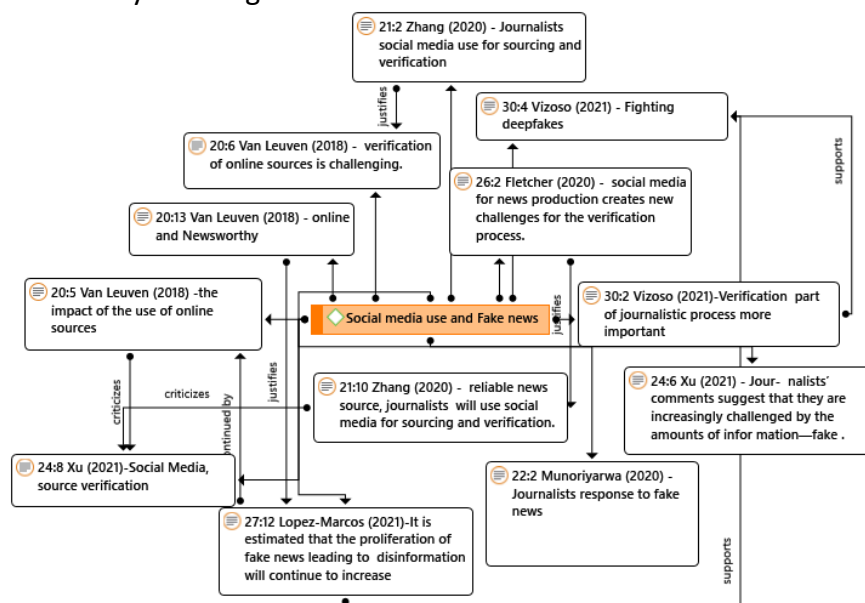 21:2 Zhang (2020) - Journalists
social media use for sourcing and
verification
justifies
30:4 Vizoso (2021) - Fighting
deepfakes
20:6 Van Leuven (2018) - verification
of online sources is challenging.
supports
26:2 Fletcher (2020) - social media
for news production creates new
challenges for the verification
process.
20:13 Van Leuven (2018) - online
and Newsworthy
20:5 Van Leuven (2018) -the
impact of the use of online
sources
Social media use and Fake news
justifies
30:2 Vizoso (2021)-Verification part
of journalistic process more
important
criticizes
criticizes
ontinued by
justifies
21:10 Zhang (2020) - reliable news
source, journalists will use social
media for sourcing and verification.
24:6 Xu (2021) - Jour- nalists’
comments suggest that they are
increasingly challenged by the
amounts of infor mation—fake .
24:8 Xu (2021)-Social Media,
source verification
22:2 Munoriyarwa (2020) -
Journalists response to fake
news
27:12 Lopez-Marcos (2021)-It is
estimated that the proliferation of
fake news leading to disinformation
will continue to increase
supports